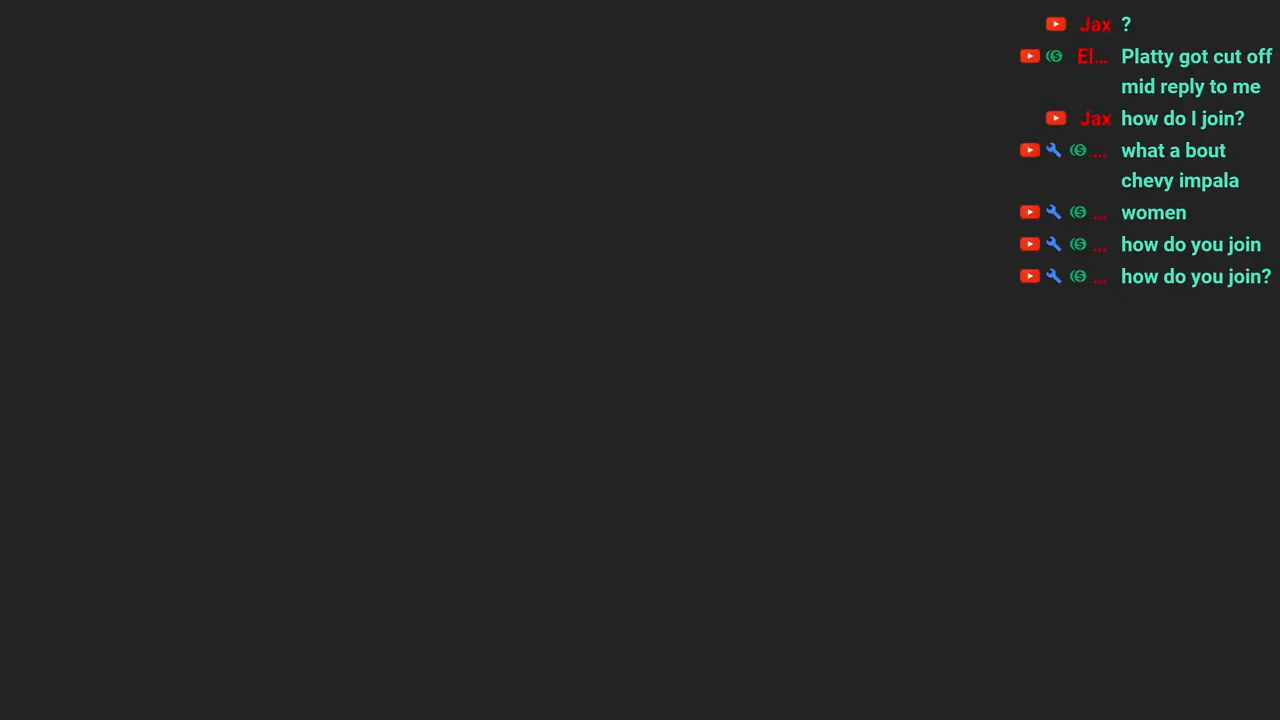 Jax ?
El... Platty got cut off
mid reply to me
Jax how do I join?
... what a bout
chevy impala
... women
... how do you join
... how do you join?